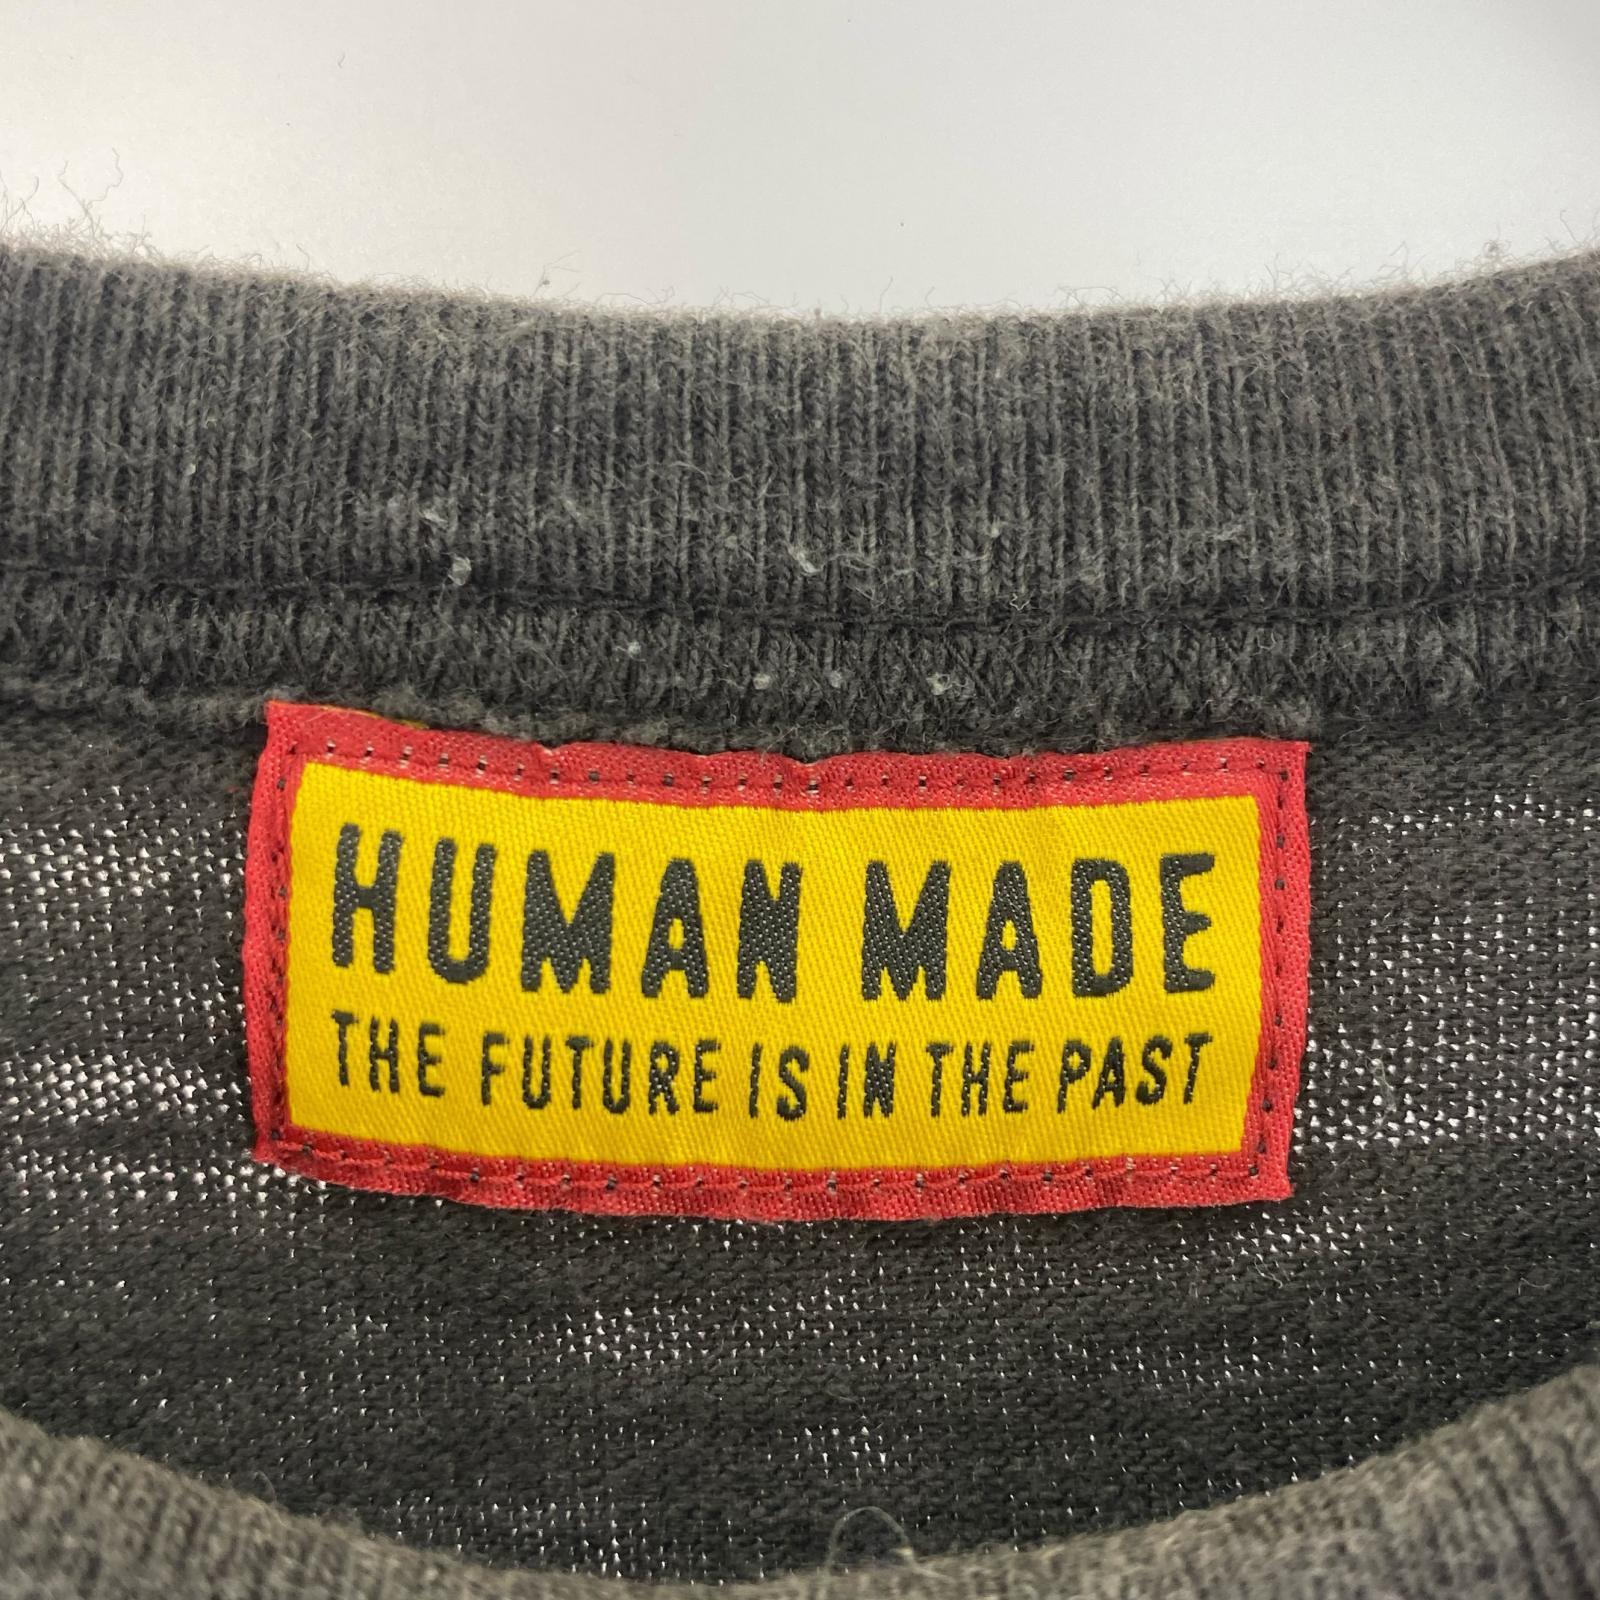 HUMAN MADE
THE FUTURE IS IN THE PAST